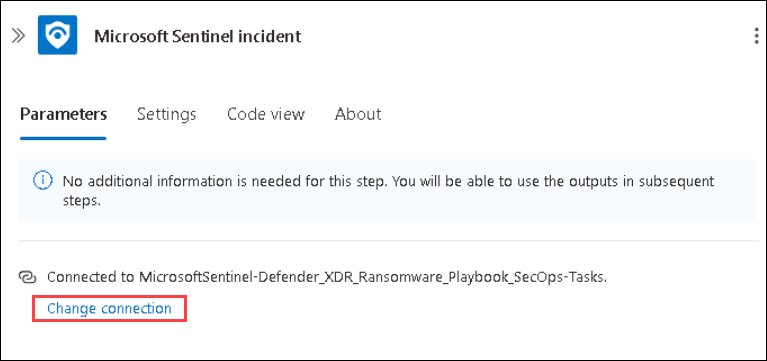 Microsoft Sentinel incident
Parameters Settings Code view About
No additional information is needed for this step. You will be able to use the outputs in subsequent
steps.
Connected to MicrosoftSentinel-Defender_XDR_Ransomware_Playbook_SecOps-Tasks.
Change connection